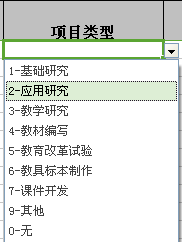 项目类型
1-基础研究
2-应用研究
3-教学研究
4-教材编写
5-教育改革试验
6-教具标本制作
7-课件开发
9-其他
0-无